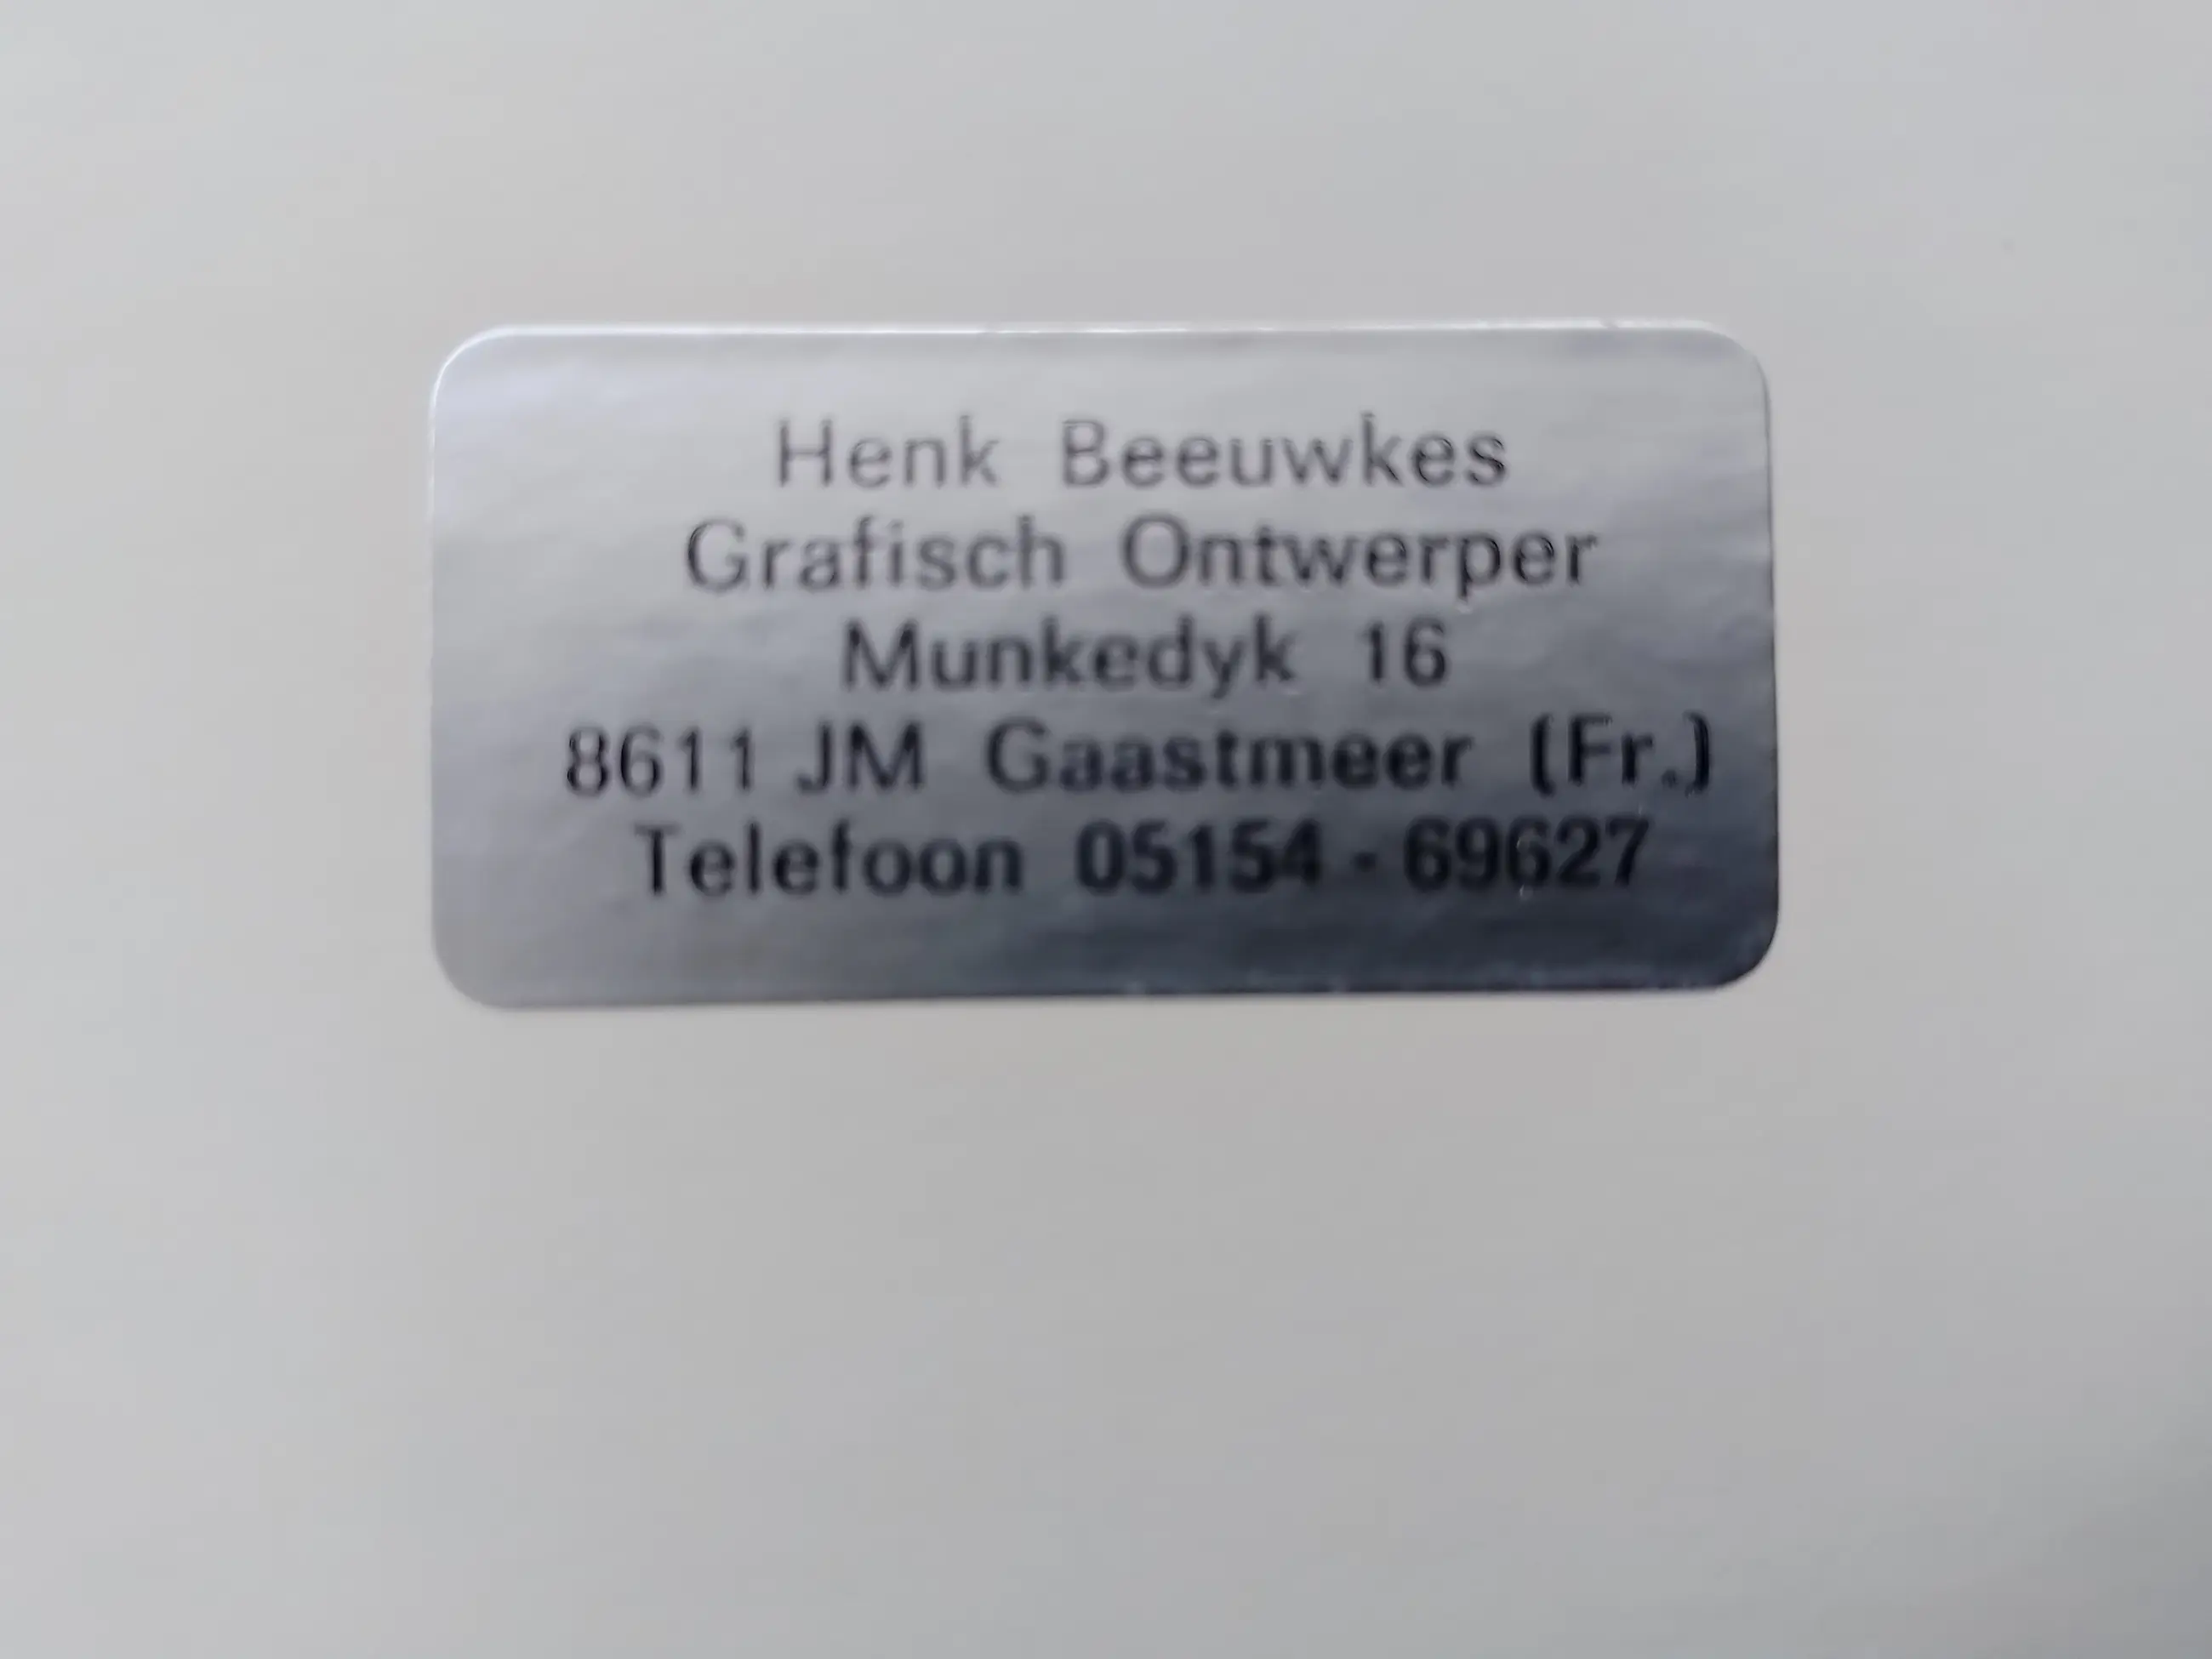 Henk Beeuwkes
Grafisch Ontwerper
Munkedyk 16
8611 JM Gaastmeer (Fr.)
Telefoon 05154 - 69627